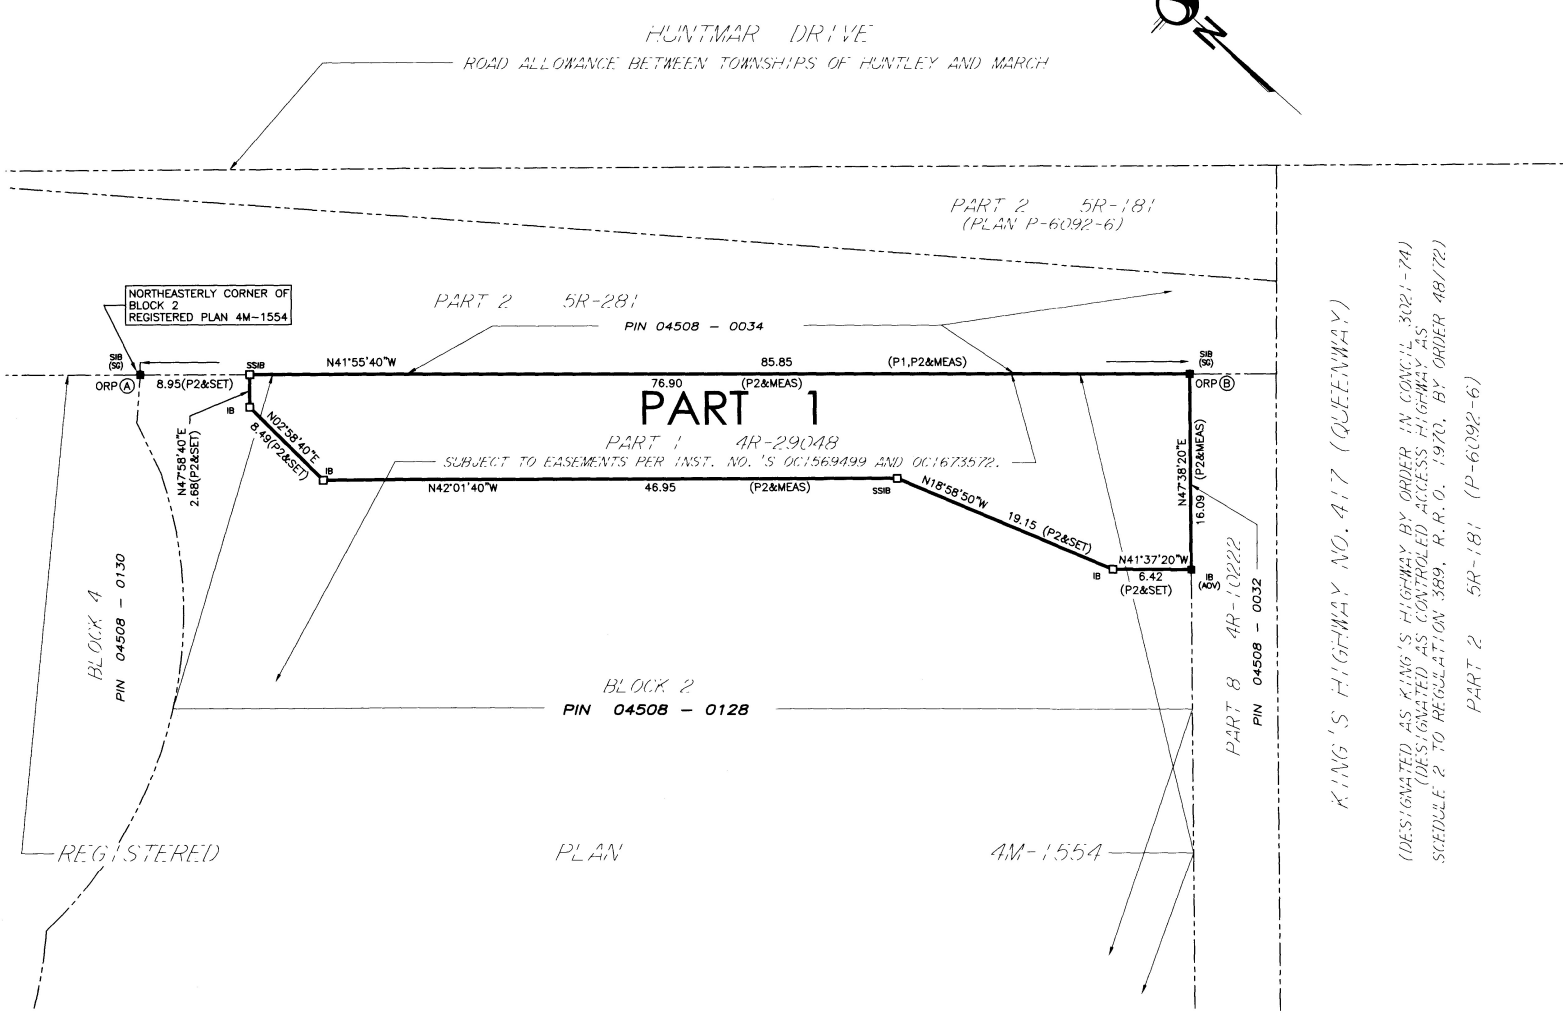 HUNTMAR DRIVE
ROAD ALLOWANCE BETWEEN TOWNSHIPS OF HUNTLEY AND MARCH
N
PART 2 5R-181
(PLAN P-6092-6)
NORTHEASTERLY CORNER OF
BLOCK 2
REGISTERED PLAN 4M-1554
PART 2 5R-281
PIN 04508 - 0034
SIB
(SG)
ORP A
8.95(P2&SET)
SSIB
N41°55'40"W
85.85
(P1,P2&MEAS)
SIB
(SG)
ORP B
76.90
(P2&MEAS)
PART 1
PART 1 4R-29048
SUBJECT TO EASEMENTS PER INST. NO.'S OC1569499 AND OC1673572.
N47°58'40"E
2.68(P2&SET)
IB
N02°58'40"E
8.49(P2&SET)
IB
N42°01'40"W
46.95
(P2&MEAS)
SSIB
N18°58'50"W
19.15 (P2&SET)
N47°38'20"E
16.09 (P2&MEAS)
N41°37'20"W
6.42
(P2&SET)
IB
IB
(AOV)
BLOCK 4
PIN 04508 - 0130
BLOCK 2
PIN 04508 - 0128
PART 8 4R-10222
PIN 04508 - 0032
KING'S HIGHWAY NO. 417 (QUEENWAY)
(DESIGNATED AS KING'S HIGHWAY BY ORDER IN CONCIL 3021-74)
(DESIGNATED AS CONTROLED ACCESS HIGHWAY AS
SCEDULE 2 TO REGULATION 389, R.R.O. 1970, BY ORDER 48/72)
PART 2 5R-181 (P-6092-6)
REGISTERED PLAN 4M-1554